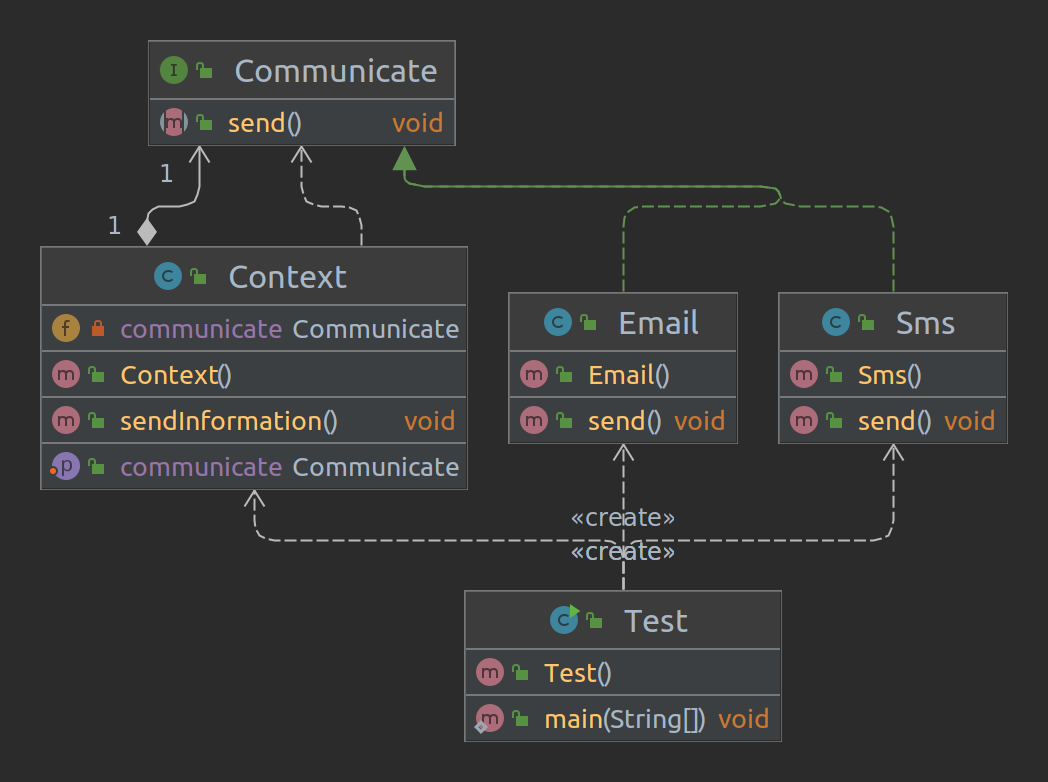 Communicate
send() void
1
1
Context
communicate Communicate
Context()
sendInformation() void
communicate Communicate
Email
Email()
send() void
Sms
Sms()
send() void
«create»
«create»
Test
Test()
main(String[]) void